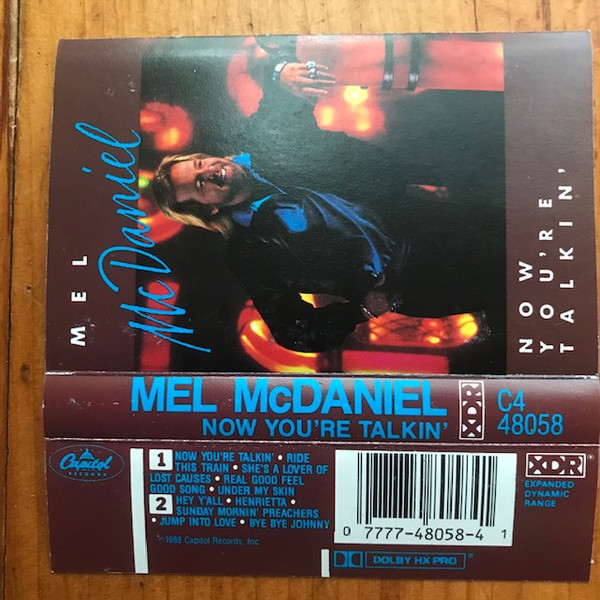 MEL
McDaniel
NOW
YOU'RE
TALKIN'
MEL McDANIEL
NOW YOU'RE TALKIN'
XDR
C4
48058
Capitol
RECORDS
1 NOW YOU'RE TALKIN' • RIDE
THIS TRAIN • SHE'S A LOVER OF
LOST CAUSES • REAL GOOD FEEL
GOOD SONG • UNDER MY SKIN
2 HEY Y'ALL • HENRIETTA •
SUNDAY MORNIN' PREACHERS
• JUMP INTO LOVE • BYE BYE JOHNNY
℗1988 Capitol Records, Inc.
0 7777-48058-4 1
XDR®
EXPANDED
DYNAMIC
RANGE
DOLBY HX PRO®